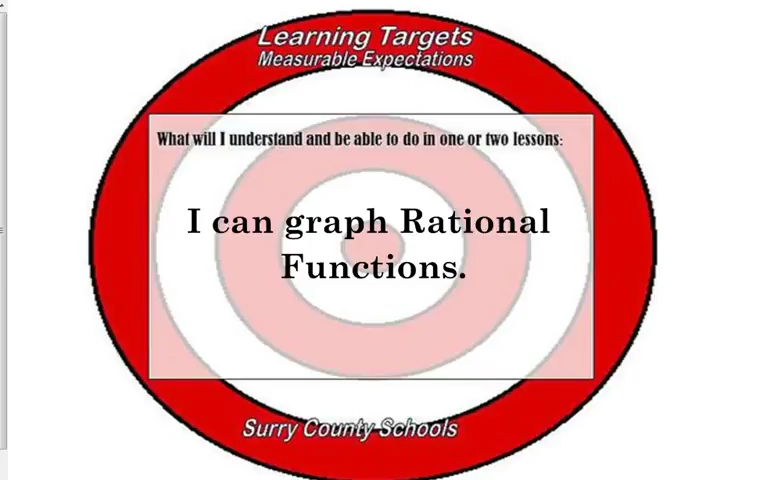 Learning Targets
Measurable Expectations
What will I understand and be able to do in one or two lessons:
I can graph Rational
Functions.
Surry County Schools